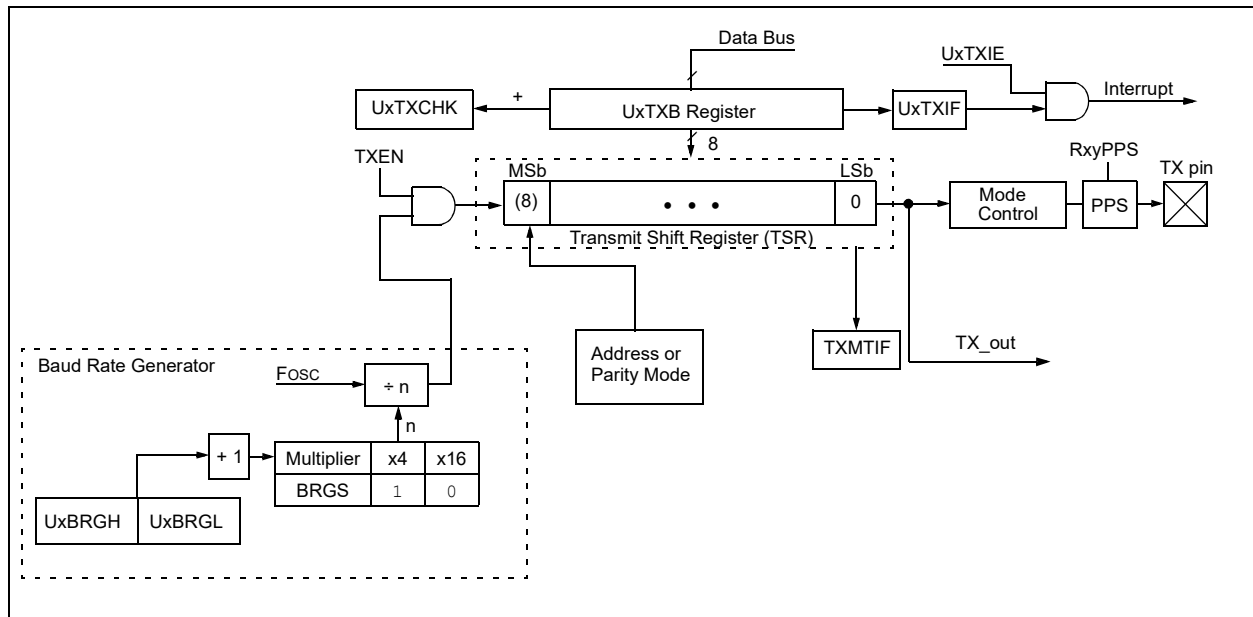 Data Bus
UxTXIE
Interrupt
UxTXCHK
+
UxTXB Register
UxTXIF
8
TXEN
RxyPPS
TX pin
MSb
LSb
(8)
• • •
0
Mode
Control
PPS
Transmit Shift Register (TSR)
TXMTIF
TX_out
Address or
Parity Mode
Baud Rate Generator
FOSC
÷ n
n
+ 1
Multiplier x4 x16
BRGS 1 0
UxBRGH UxBRGL